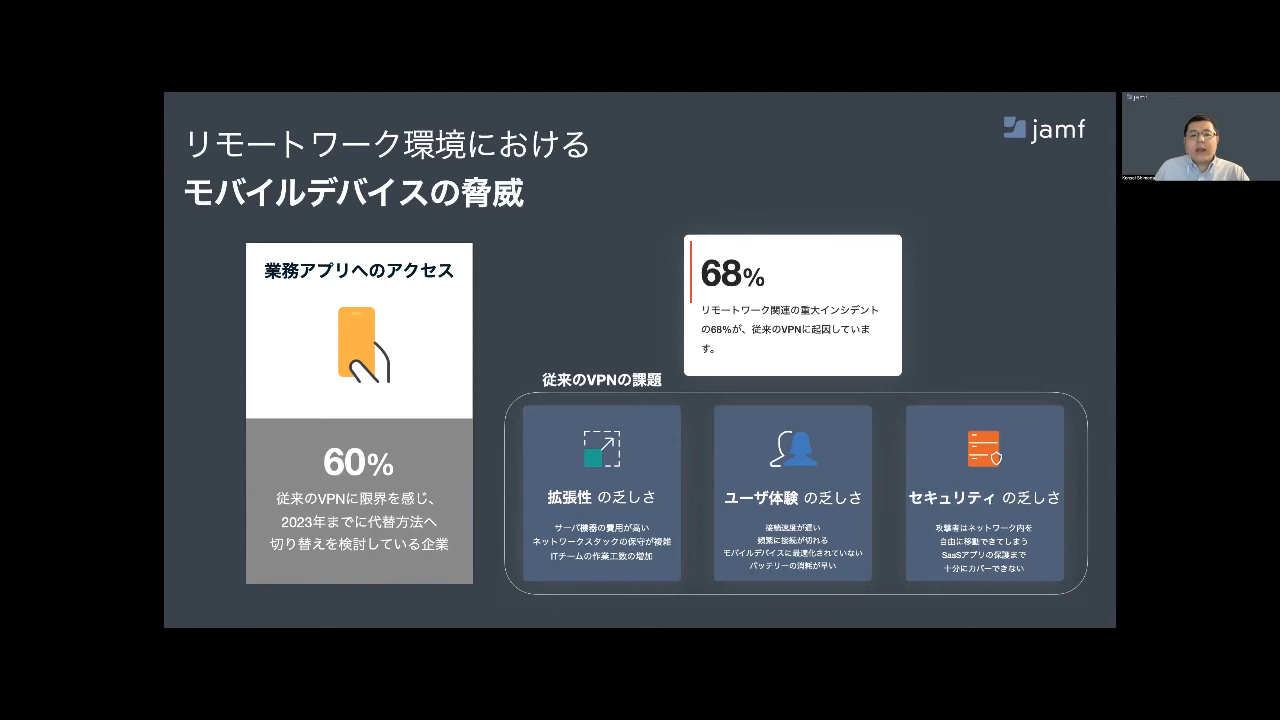 リモートワーク環境における
モバイルデバイスの脅威
jamf
jamf
Kensei Shimoda
業務アプリへのアクセス
60%
従来のVPNに限界を感じ、
2023年までに代替方法へ
切り替えを検討している企業
68%
リモートワーク関連の重大インシデント
の68%が、従来のVPNに起因していま
す。
従来のVPNの課題
拡張性 の乏しさ
サーバ機器の費用が高い
ネットワークスタックの保守が複雑
ITチームの作業工数の増加
ユーザ体験 の乏しさ
接続速度が遅い
頻繁に接続が切れる
モバイルデバイスに最適化されていない
バッテリーの消耗が早い
セキュリティ の乏しさ
攻撃者はネットワーク内を
自由に移動できてしまう
SaaSアプリの保護まで
十分にカバーできない